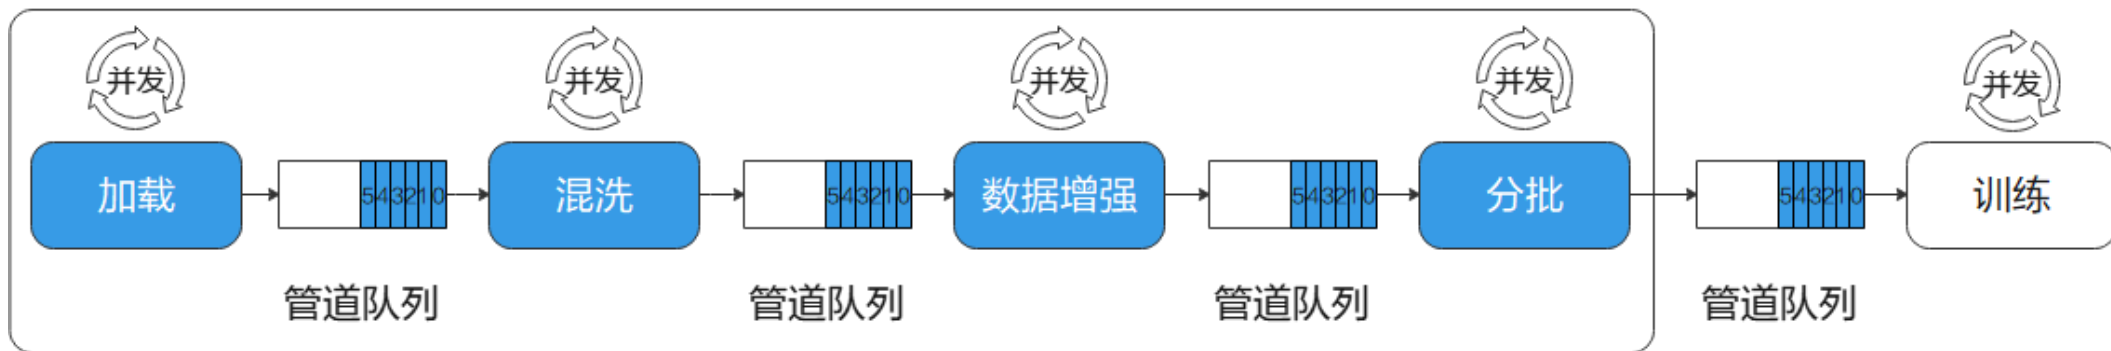 并发 并发 并发 并发 并发
加载 543210 混洗 543210 数据增强 543210 分批 543210 训练
管道队列 管道队列 管道队列 管道队列